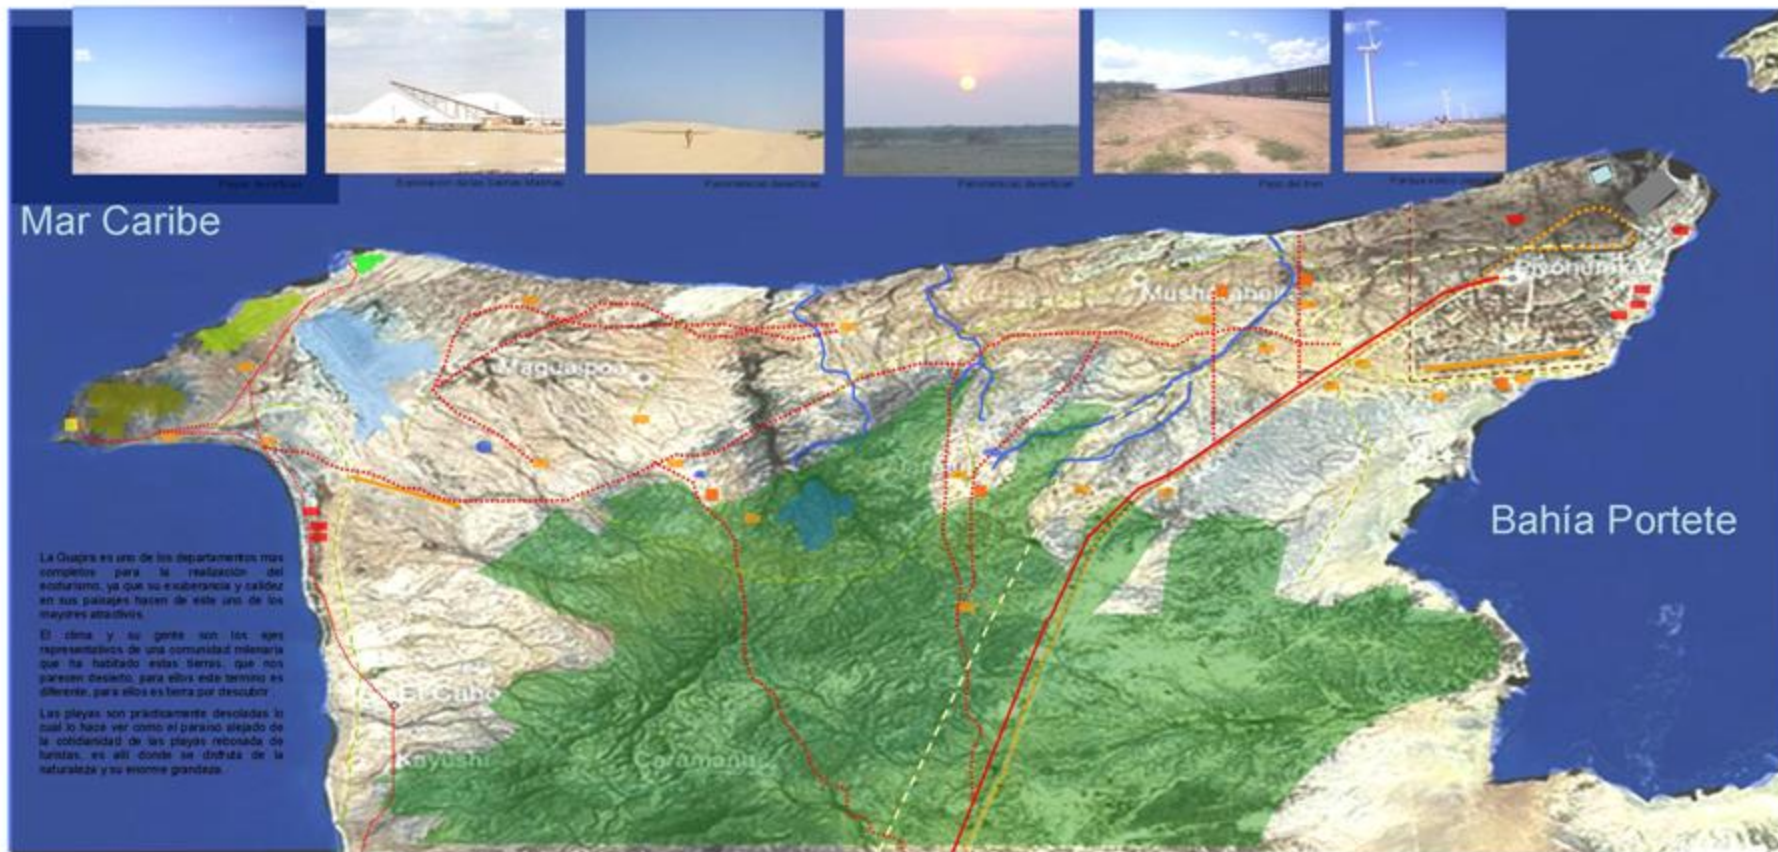 Mar Caribe
Bahía Portete
Maguaipoa
El Cabo
Kayushi
Caramanu
La Guajira es uno de los departamentos mas
completos para la realización del
ecoturismo, ya que su exuberancia y calidez
en sus paisajes hacen de este uno de los
mayores atractivos.
El clima y su gente son los ejes
representativos de una comunidad milenaria
que ha habitado estas tierras, que nos
parecen desierto, para ellos este termino es
diferente, para ellos es tierra por descubrir.
Las playas son prácticamente desoladas lo
cual lo hace ver como el paraiso alejado de
la cotidianidad de las playas rebosada de
turistas, es allí donde se disfruta de la
naturaleza y su enorme grandeza.